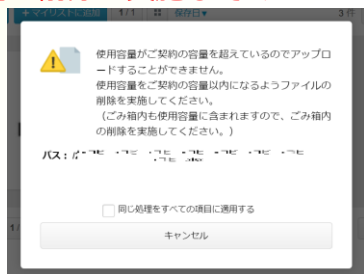 + マイリストに追加 1/1 保存日▼ 3 件
使用容量がご契約の容量を超えているのでアップロ
ードすることができません。
使用容量をご契約の容量以内になるようファイルの
削除を実施してください。
（ごみ箱内も使用容量に含まれますので、ごみ箱内
の削除を実施してください。）
パス：
同じ処理をすべての項目に適用する
キャンセル